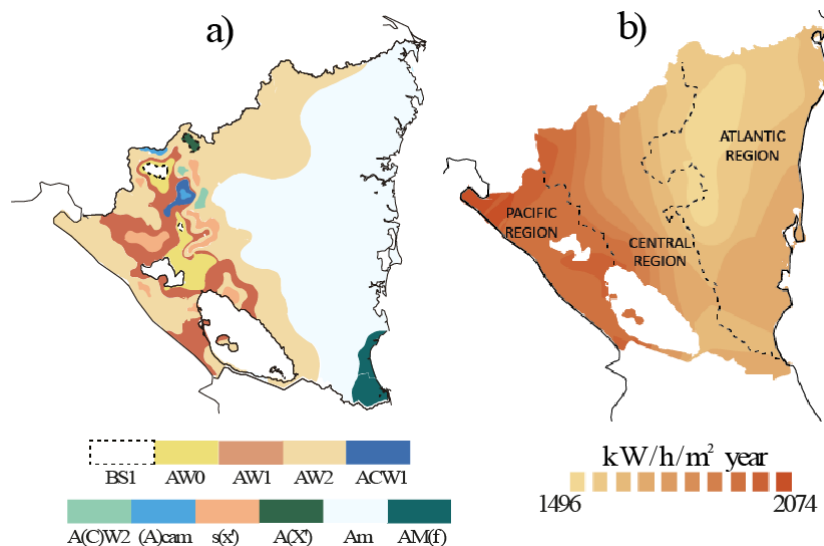 a)
b)
ATLANTIC
REGION
PACIFIC
REGION
CENTRAL
REGION
BS1 AW0 AW1 AW2 ACW1
A(C)W2 (A)cam s(x') A(X') Am AM(f)
kW/h/m² year
1496 2074